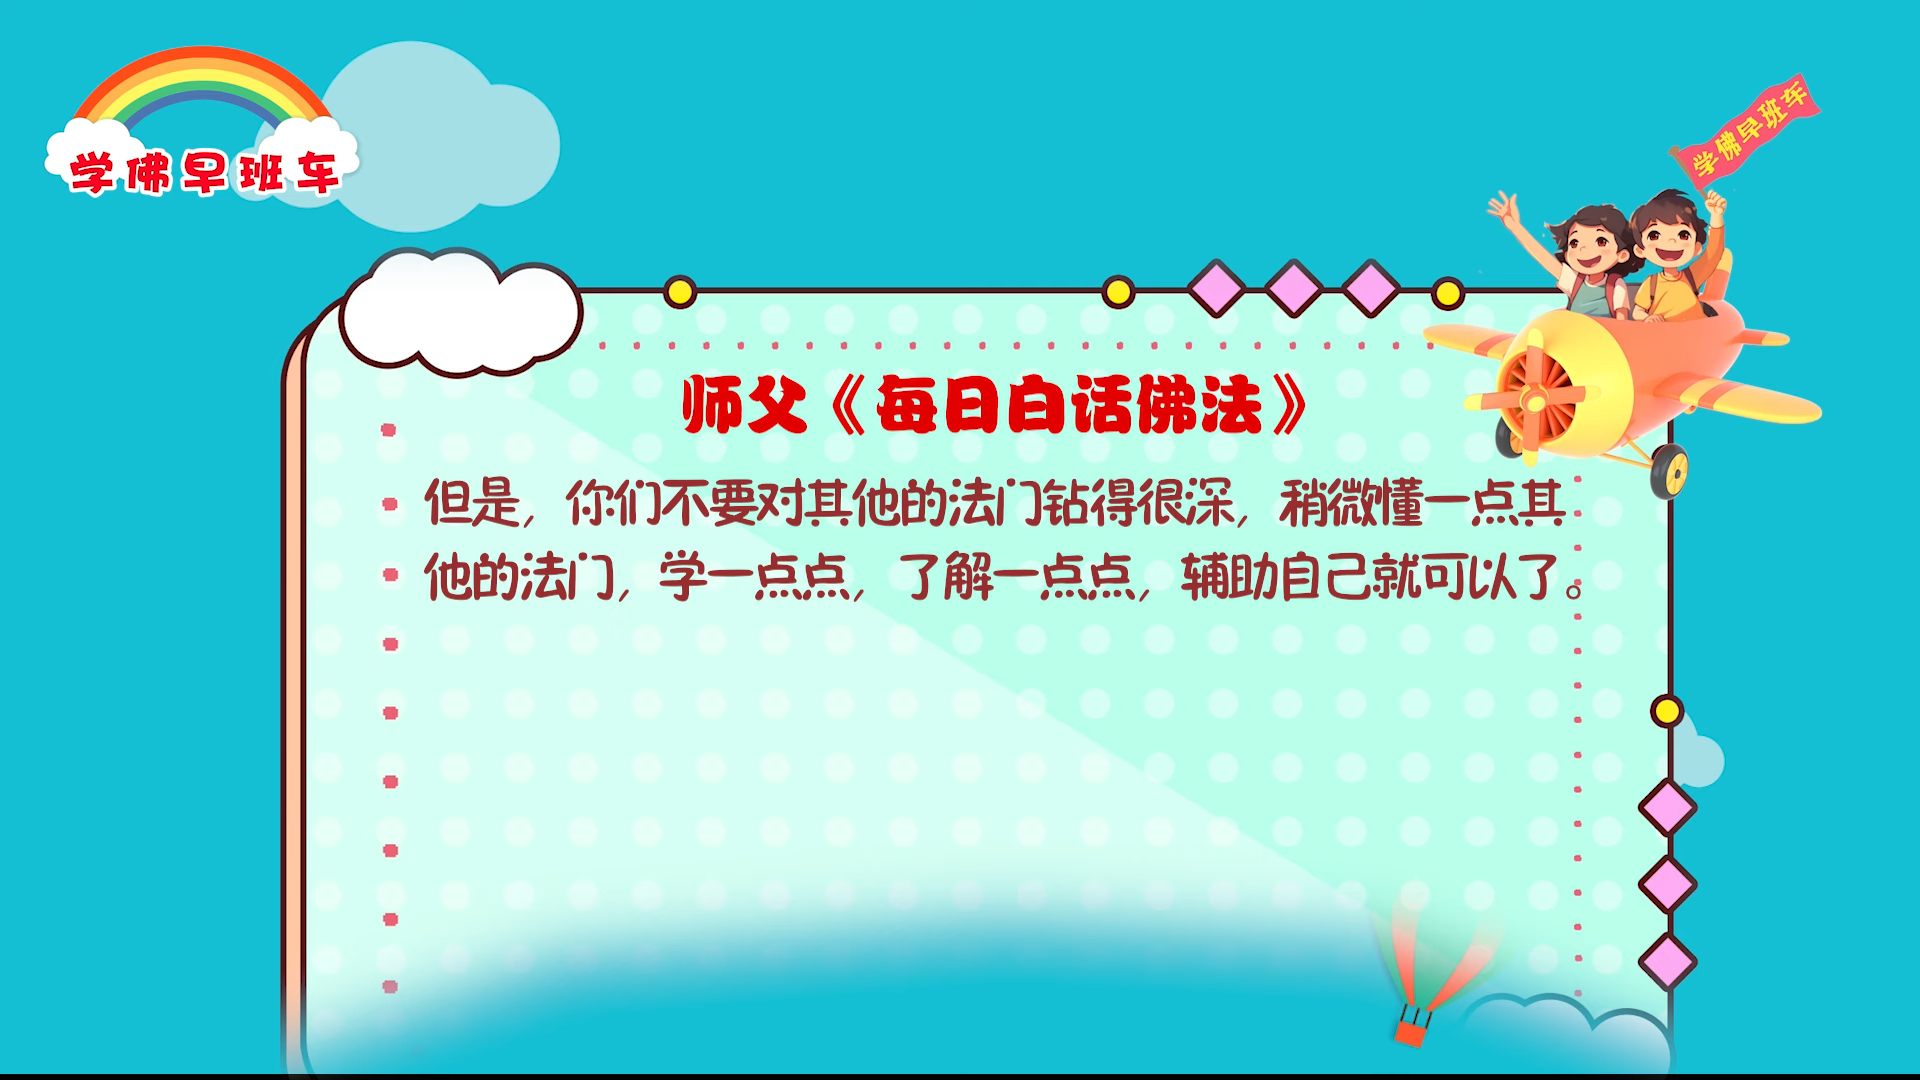 学佛早班车
学佛早班车
师父《每日白话佛法》
但是，你们不要对其他的法门钻得很深，稍微懂一点其
他的法门，学一点点，了解一点点，辅助自己就可以了。